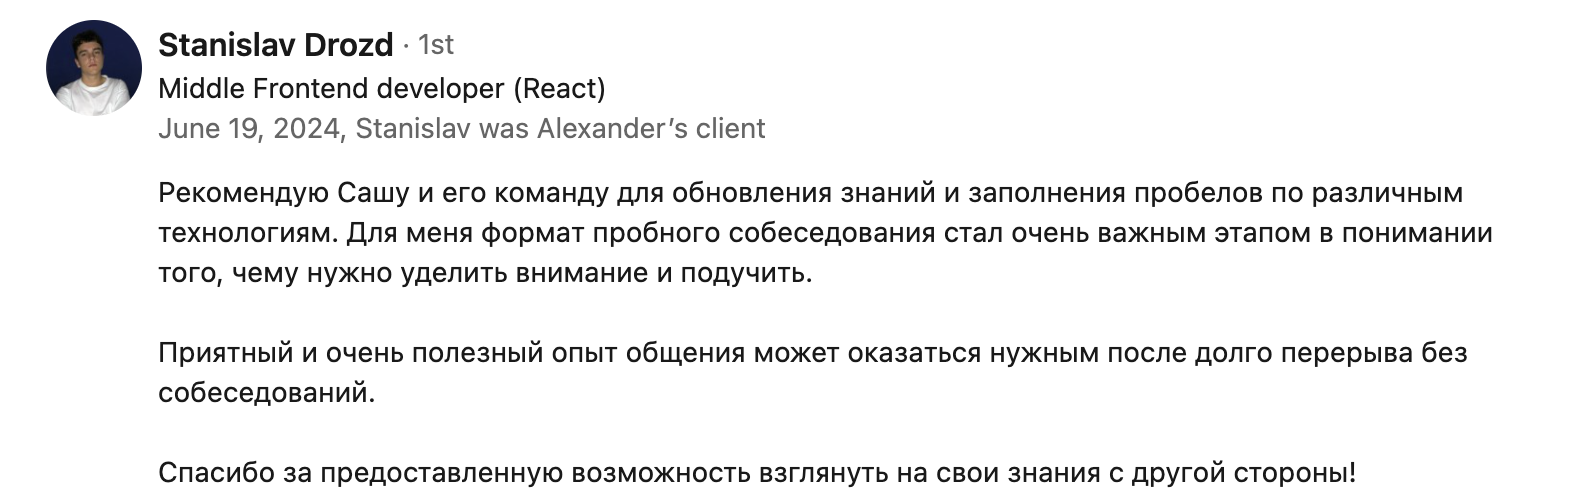 Stanislav Drozd · 1st
Middle Frontend developer (React)
June 19, 2024, Stanislav was Alexander’s client
Рекомендую Сашу и его команду для обновления знаний и заполнения пробелов по различным
технологиям. Для меня формат пробного собеседования стал очень важным этапом в понимании
того, чему нужно уделить внимание и подучить.
Приятный и очень полезный опыт общения может оказаться нужным после долго перерыва без
собеседований.
Спасибо за предоставленную возможность взглянуть на свои знания с другой стороны!